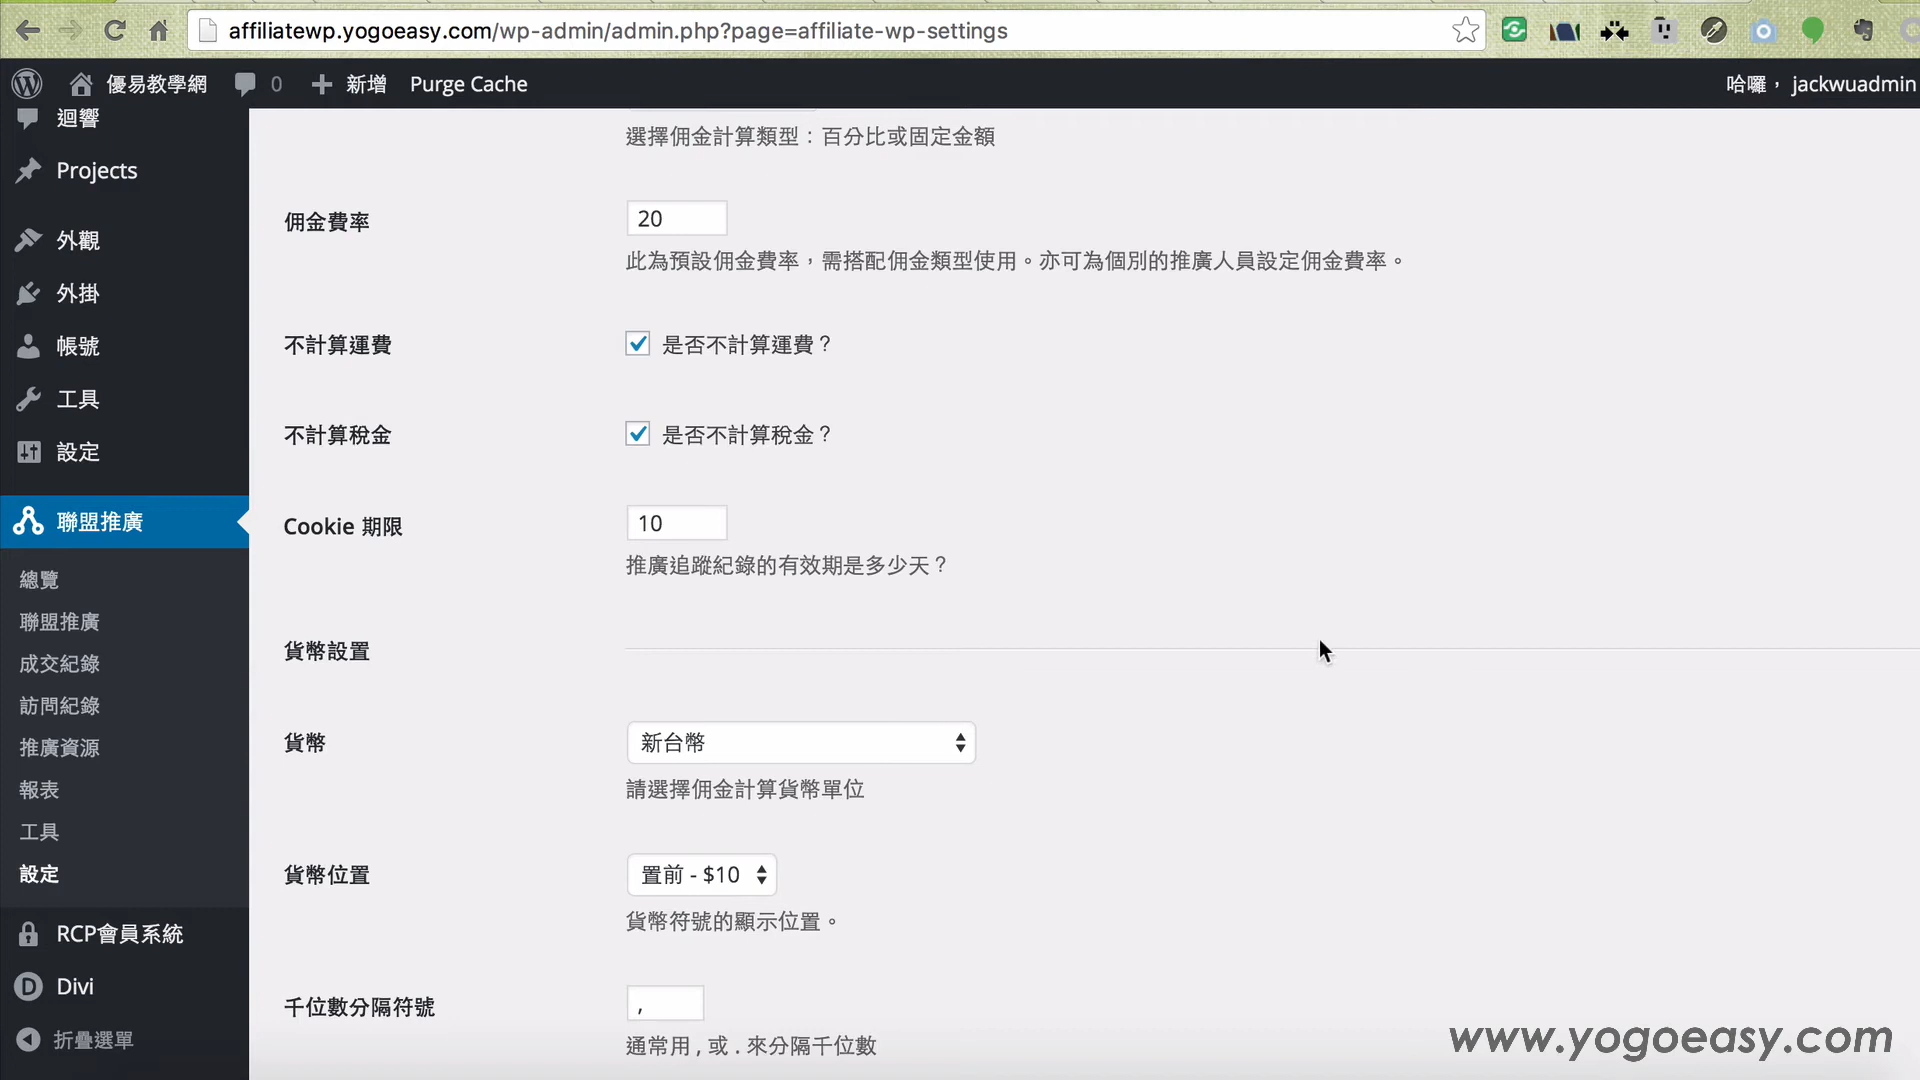 affiliatewp.yogoeasy.com/wp-admin/admin.php?page=affiliate-wp-settings
優易教學網 0 新增 Purge Cache 哈囉， jackwuadmin
迴響
Projects
外觀
外掛
帳號
工具
設定
聯盟推廣
總覽
聯盟推廣
成交紀錄
訪問紀錄
推廣資源
報表
工具
設定
RCP會員系統
Divi
折疊選單
選擇佣金計算類型：百分比或固定金額
佣金費率 20
此為預設佣金費率，需搭配佣金類型使用。亦可為個別的推廣人員設定佣金費率。
不計算運費 是否不計算運費？
不計算稅金 是否不計算稅金？
Cookie 期限 10
推廣追蹤紀錄的有效期是多少天？
貨幣設置
貨幣 新台幣
請選擇佣金計算貨幣單位
貨幣位置 置前 - $10
貨幣符號的顯示位置。
千位數分隔符號 ,
通常用 , 或 . 來分隔千位數
www.yogoeasy.com